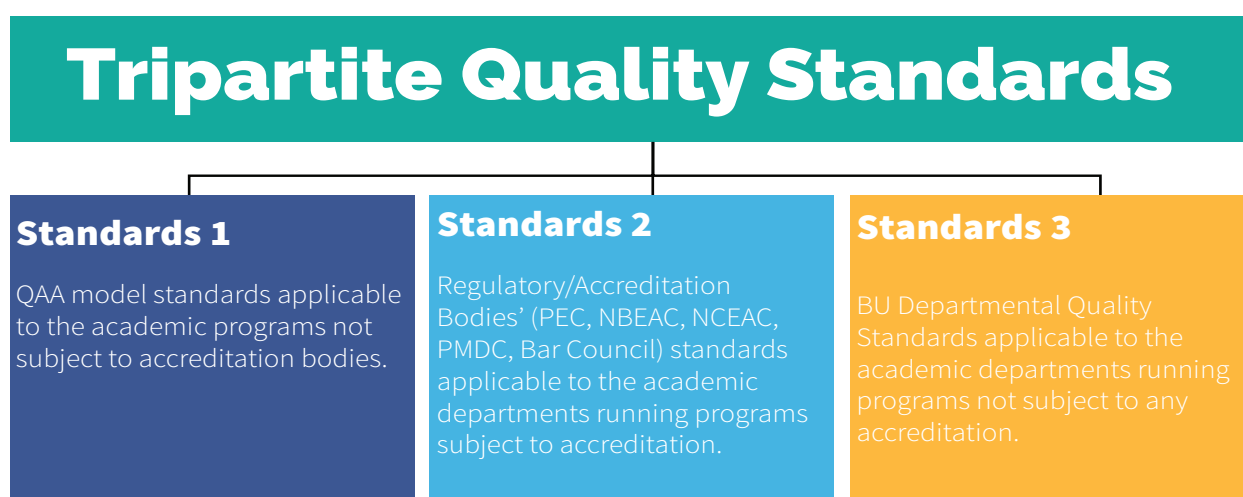 Tripartite Quality Standards
Standards 1
QAA model standards applicable
to the academic programs not
subject to accreditation bodies.
Standards 2
Regulatory/Accreditation
Bodies’ (PEC, NBEAC, NCEAC,
PMDC, Bar Council) standards
applicable to the academic
departments running programs
subject to accreditation.
Standards 3
BU Departmental Quality
Standards applicable to the
academic departments running
programs not subject to any
accreditation.